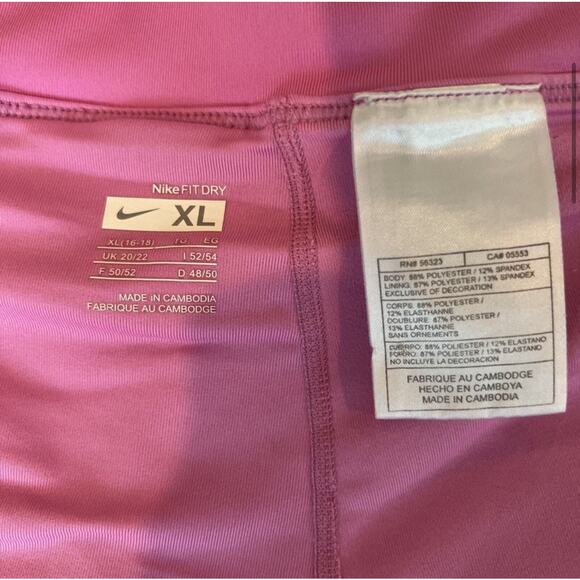 Nike FIT DRY
XL
XL(16-18) TG EG
UK 20/22 I 52/54
F 50/52 D 48/50
MADE IN CAMBODIA
FABRIQUE AU CAMBODGE
RN# 56323 CA# 05553
BODY: 88% POLYESTER / 12% SPANDEX
LINING: 87% POLYESTER / 13% SPANDEX
EXCLUSIVE OF DECORATION
CORPS: 88% POLYESTER /
12% ELASTHANNE
DOUBLURE: 87% POLYESTER /
13% ELASTHANNE
SANS ORNEMENTS
CUERPO: 88% POLIESTER / 12% ELASTANO
FORRO: 87% POLIESTER / 13% ELASTANO
NO INCLUYE LA DECORACION
FABRIQUE AU CAMBODGE
HECHO EN CAMBOYA
MADE IN CAMBODIA